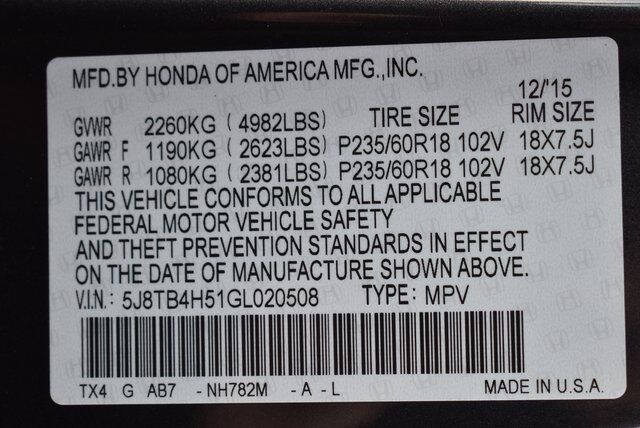 MFD.BY HONDA OF AMERICA MFG.,INC.
12/'15
GVWR 2260KG ( 4982LBS) TIRE SIZE RIM SIZE
GAWR F 1190KG ( 2623LBS) P235/60R18 102V 18X7.5J
GAWR R 1080KG ( 2381LBS) P235/60R18 102V 18X7.5J
THIS VEHICLE CONFORMS TO ALL APPLICABLE
FEDERAL MOTOR VEHICLE SAFETY
AND THEFT PREVENTION STANDARDS IN EFFECT
ON THE DATE OF MANUFACTURE SHOWN ABOVE.
V.I.N: 5J8TB4H51GL020508 TYPE: MPV
TX4 G AB7 -NH782M -A-L MADE IN U.S.A.